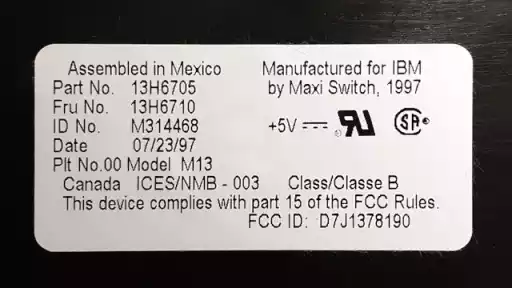 Assembled in Mexico
Part No. 13H6705
Fru No. 13H6710
ID No. M314468
Date 07/23/97
Plt No.00 Model M13
Manufactured for IBM
by Maxi Switch, 1997
+5V
Canada ICES/NMB - 003 Class/Classe B
This device complies with part 15 of the FCC Rules.
FCC ID: D7J1378190